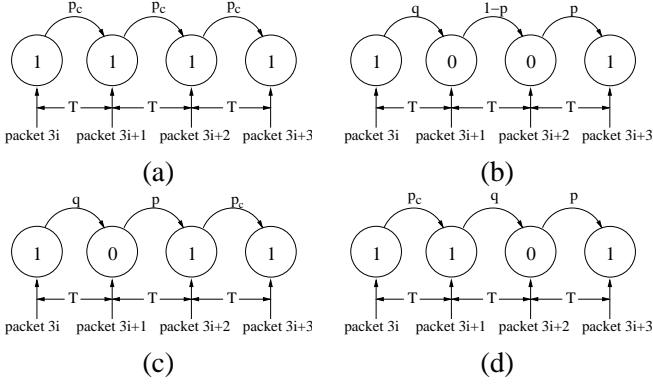 p_c p_c p_c
1 1 1 1
T T T
packet 3i packet 3i+1 packet 3i+2 packet 3i+3
(a)
q 1−p p
1 0 0 1
T T T
packet 3i packet 3i+1 packet 3i+2 packet 3i+3
(b)
q p p_c
1 0 1 1
T T T
packet 3i packet 3i+1 packet 3i+2 packet 3i+3
(c)
p_c q p
1 1 0 1
T T T
packet 3i packet 3i+1 packet 3i+2 packet 3i+3
(d)